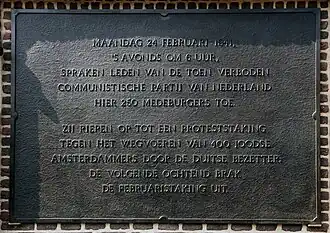 MAANDAG 24 FEBRUARI 1941,
'S AVONDS OM 6 UUR,
SPRAKEN LEDEN VAN DE TOEN VERBODEN
COMMUNISTISCHE PARTIJ VAN NEDERLAND
HIER 250 MEDEBURGERS TOE.
ZIJ RIEPEN OP TOT EEN PROTESTSTAKING
TEGEN HET WEGVOEREN VAN 400 JOODSE
AMSTERDAMMERS DOOR DE DUITSE BEZETTERS
DE VOLGENDE OCHTEND BRAK
DE FEBRUARISTAKING UIT.